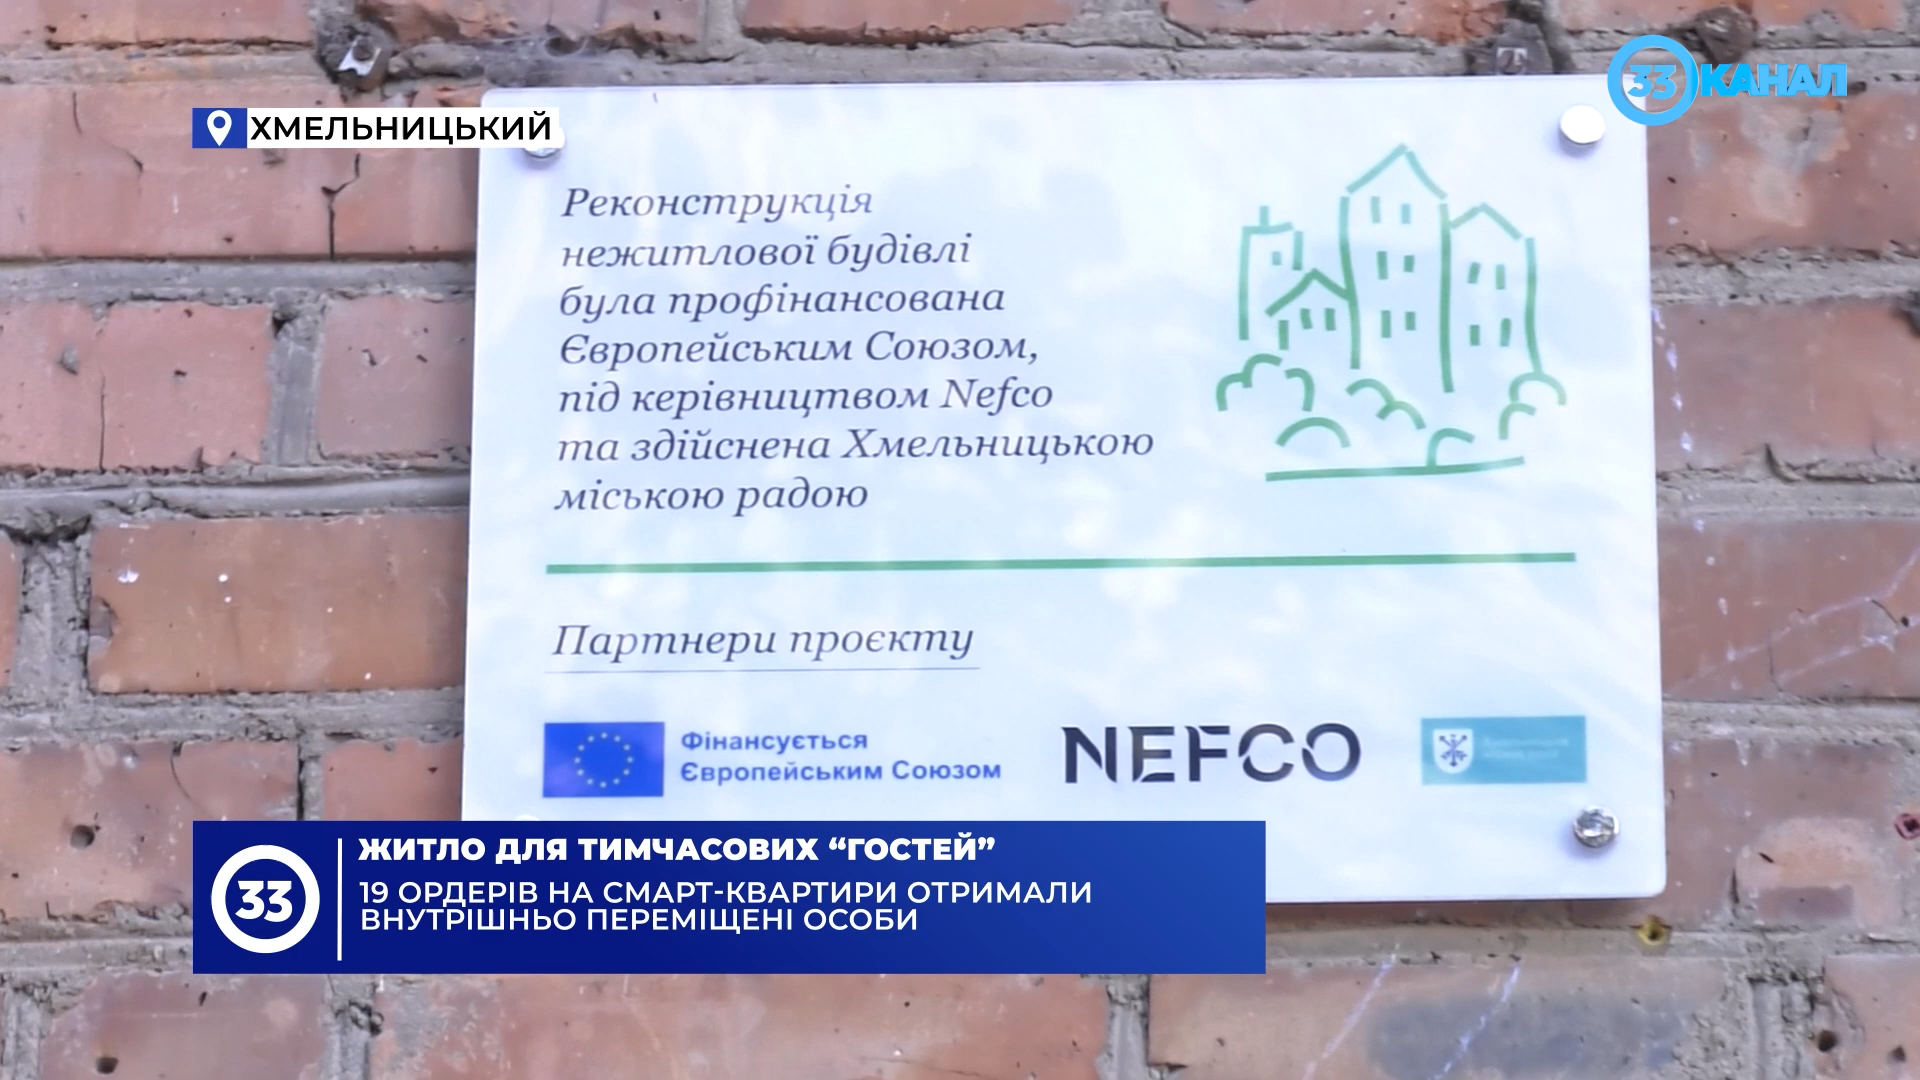 33 КАНАЛ
ХМЕЛЬНИЦЬКИЙ
Реконструкція
нежитлової будівлі
була профінансована
Європейським Союзом,
під керівництвом Nefco
та здійснена Хмельницькою
міською радою
Партнери проєкту
Фінансується
Європейським Союзом
NEFCO
33
ЖИТЛО ДЛЯ ТИМЧАСОВИХ “ГОСТЕЙ”
19 ОРДЕРІВ НА СМАРТ-КВАРТИРИ ОТРИМАЛИ
ВНУТРІШНЬО ПЕРЕМІЩЕНІ ОСОБИ